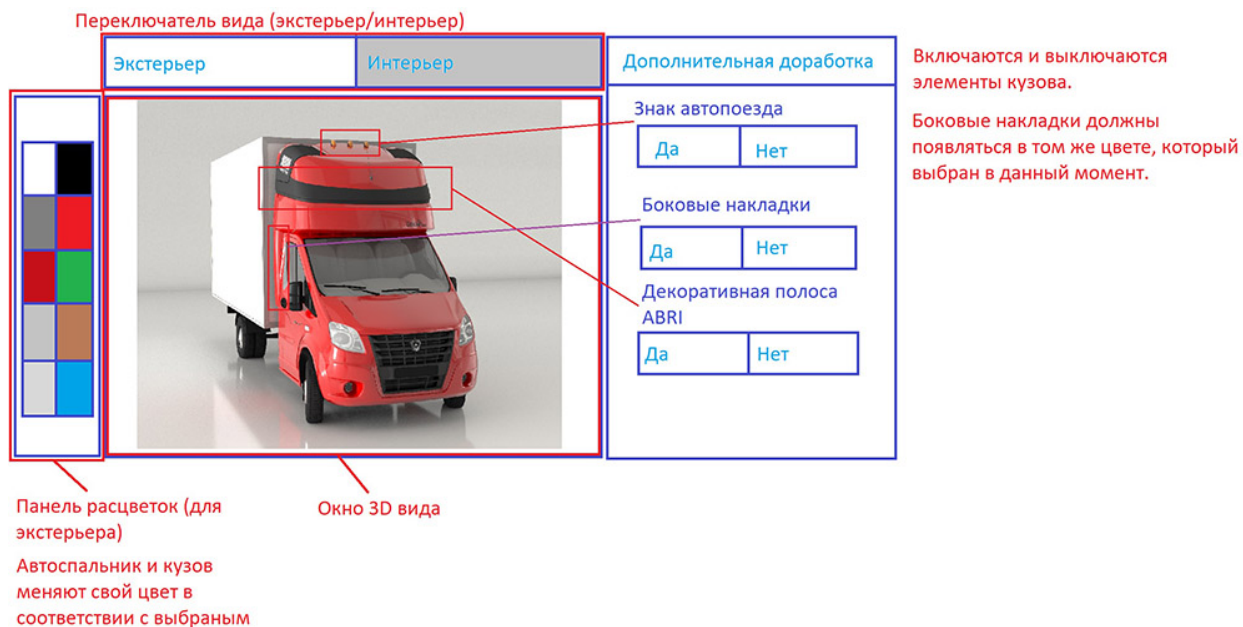 Переключатель вида (экстерьер/интерьер)
Экстерьер
Интерьер
Дополнительная доработка
Знак автопоезда
Да
Нет
Боковые накладки
Да
Нет
Декоративная полоса
ABRI
Да
Нет
Включаются и выключаются
элементы кузова.
Боковые накладки должны
появляться в том же цвете, который
выбран в данный момент.
Панель расцветок (для
экстерьера)
Автоспальник и кузов
меняют свой цвет в
соответствии с выбраным
Окно 3D вида